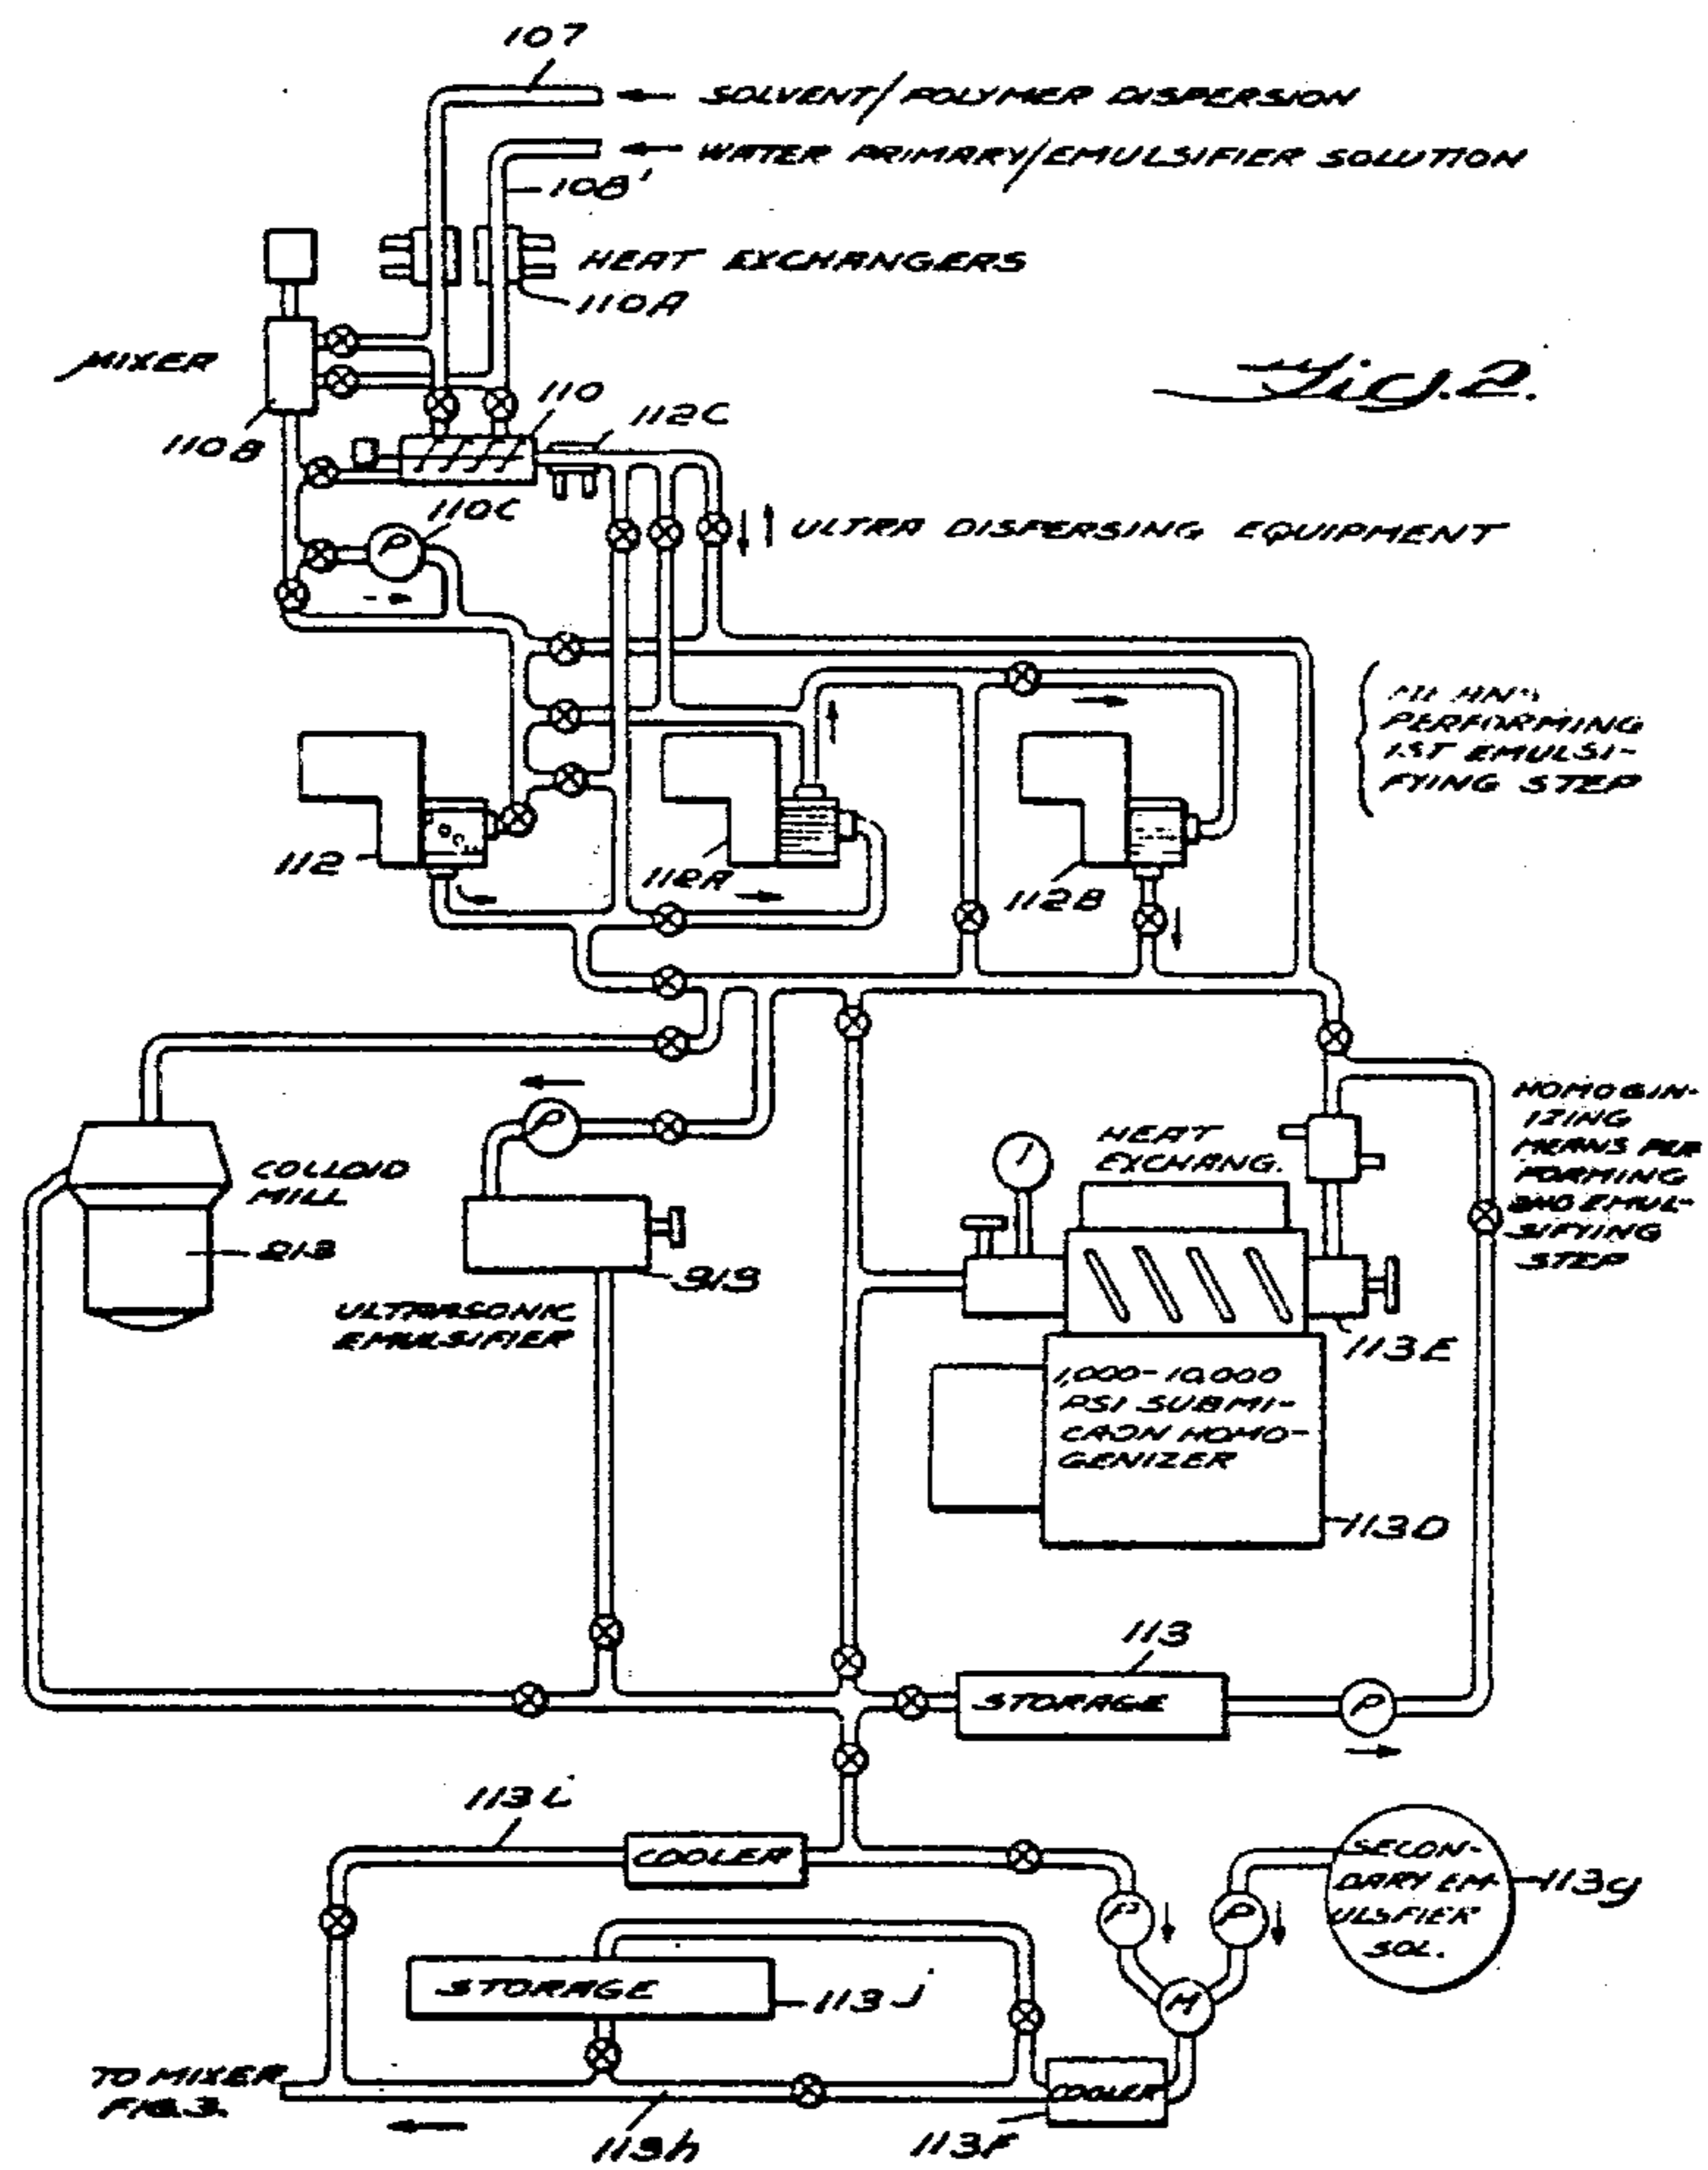 107
SOLVENT/POLYMER DISPERSION
WATER PRIMARY/EMULSIFIER SOLUTION
108'
HEAT EXCHANGERS
110A
MIXER
Fig. 2.
110
112C
110B
110C
P
ULTRA DISPERSING EQUIPMENT
PERFORMING
1ST EMULSI-
FYING STEP
112
112A
112B
P
COLLOID
MILL
HEAT
EXCHANG.
HOMOGIN-
IZING
MEANS PER
FORMING
2ND EMUL-
SIFYING
STEP
919
ULTRASONIC
EMULSIFIER
113E
1,000-10,000
PSI SUBMI-
CRON HOMO-
GENIZER
113D
113
STORAGE
P
113i
COOLER
SECON-
DARY EM-
ULSFIER
SOL.
113g
P
P
STORAGE
113j
M
TO MIXER
FIG. 3.
COOLER
113h
113f